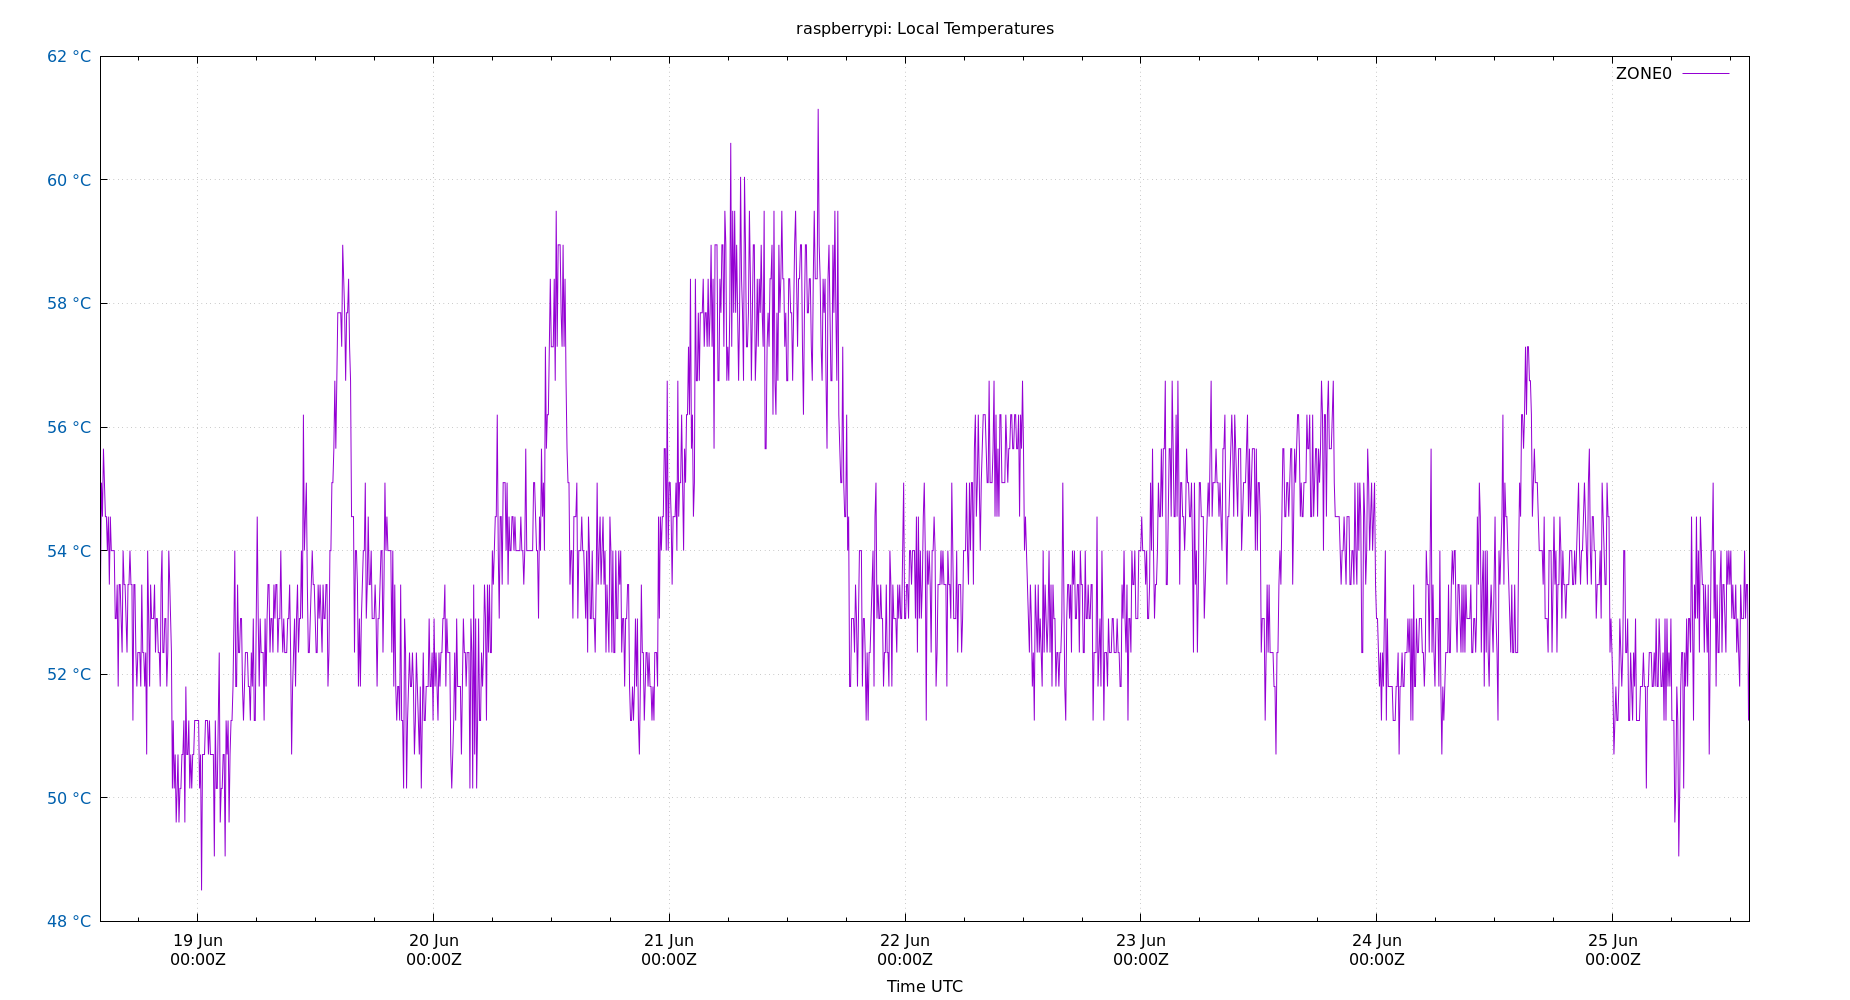 raspberrypi: Local Temperatures
62 °C
ZONE0
60 °C
58 °C
56 °C
54 °C
52 °C
50 °C
48 °C
19 Jun 20 Jun 21 Jun 22 Jun 23 Jun 24 Jun 25 Jun
00:00Z 00:00Z 00:00Z 00:00Z 00:00Z 00:00Z 00:00Z
Time UTC